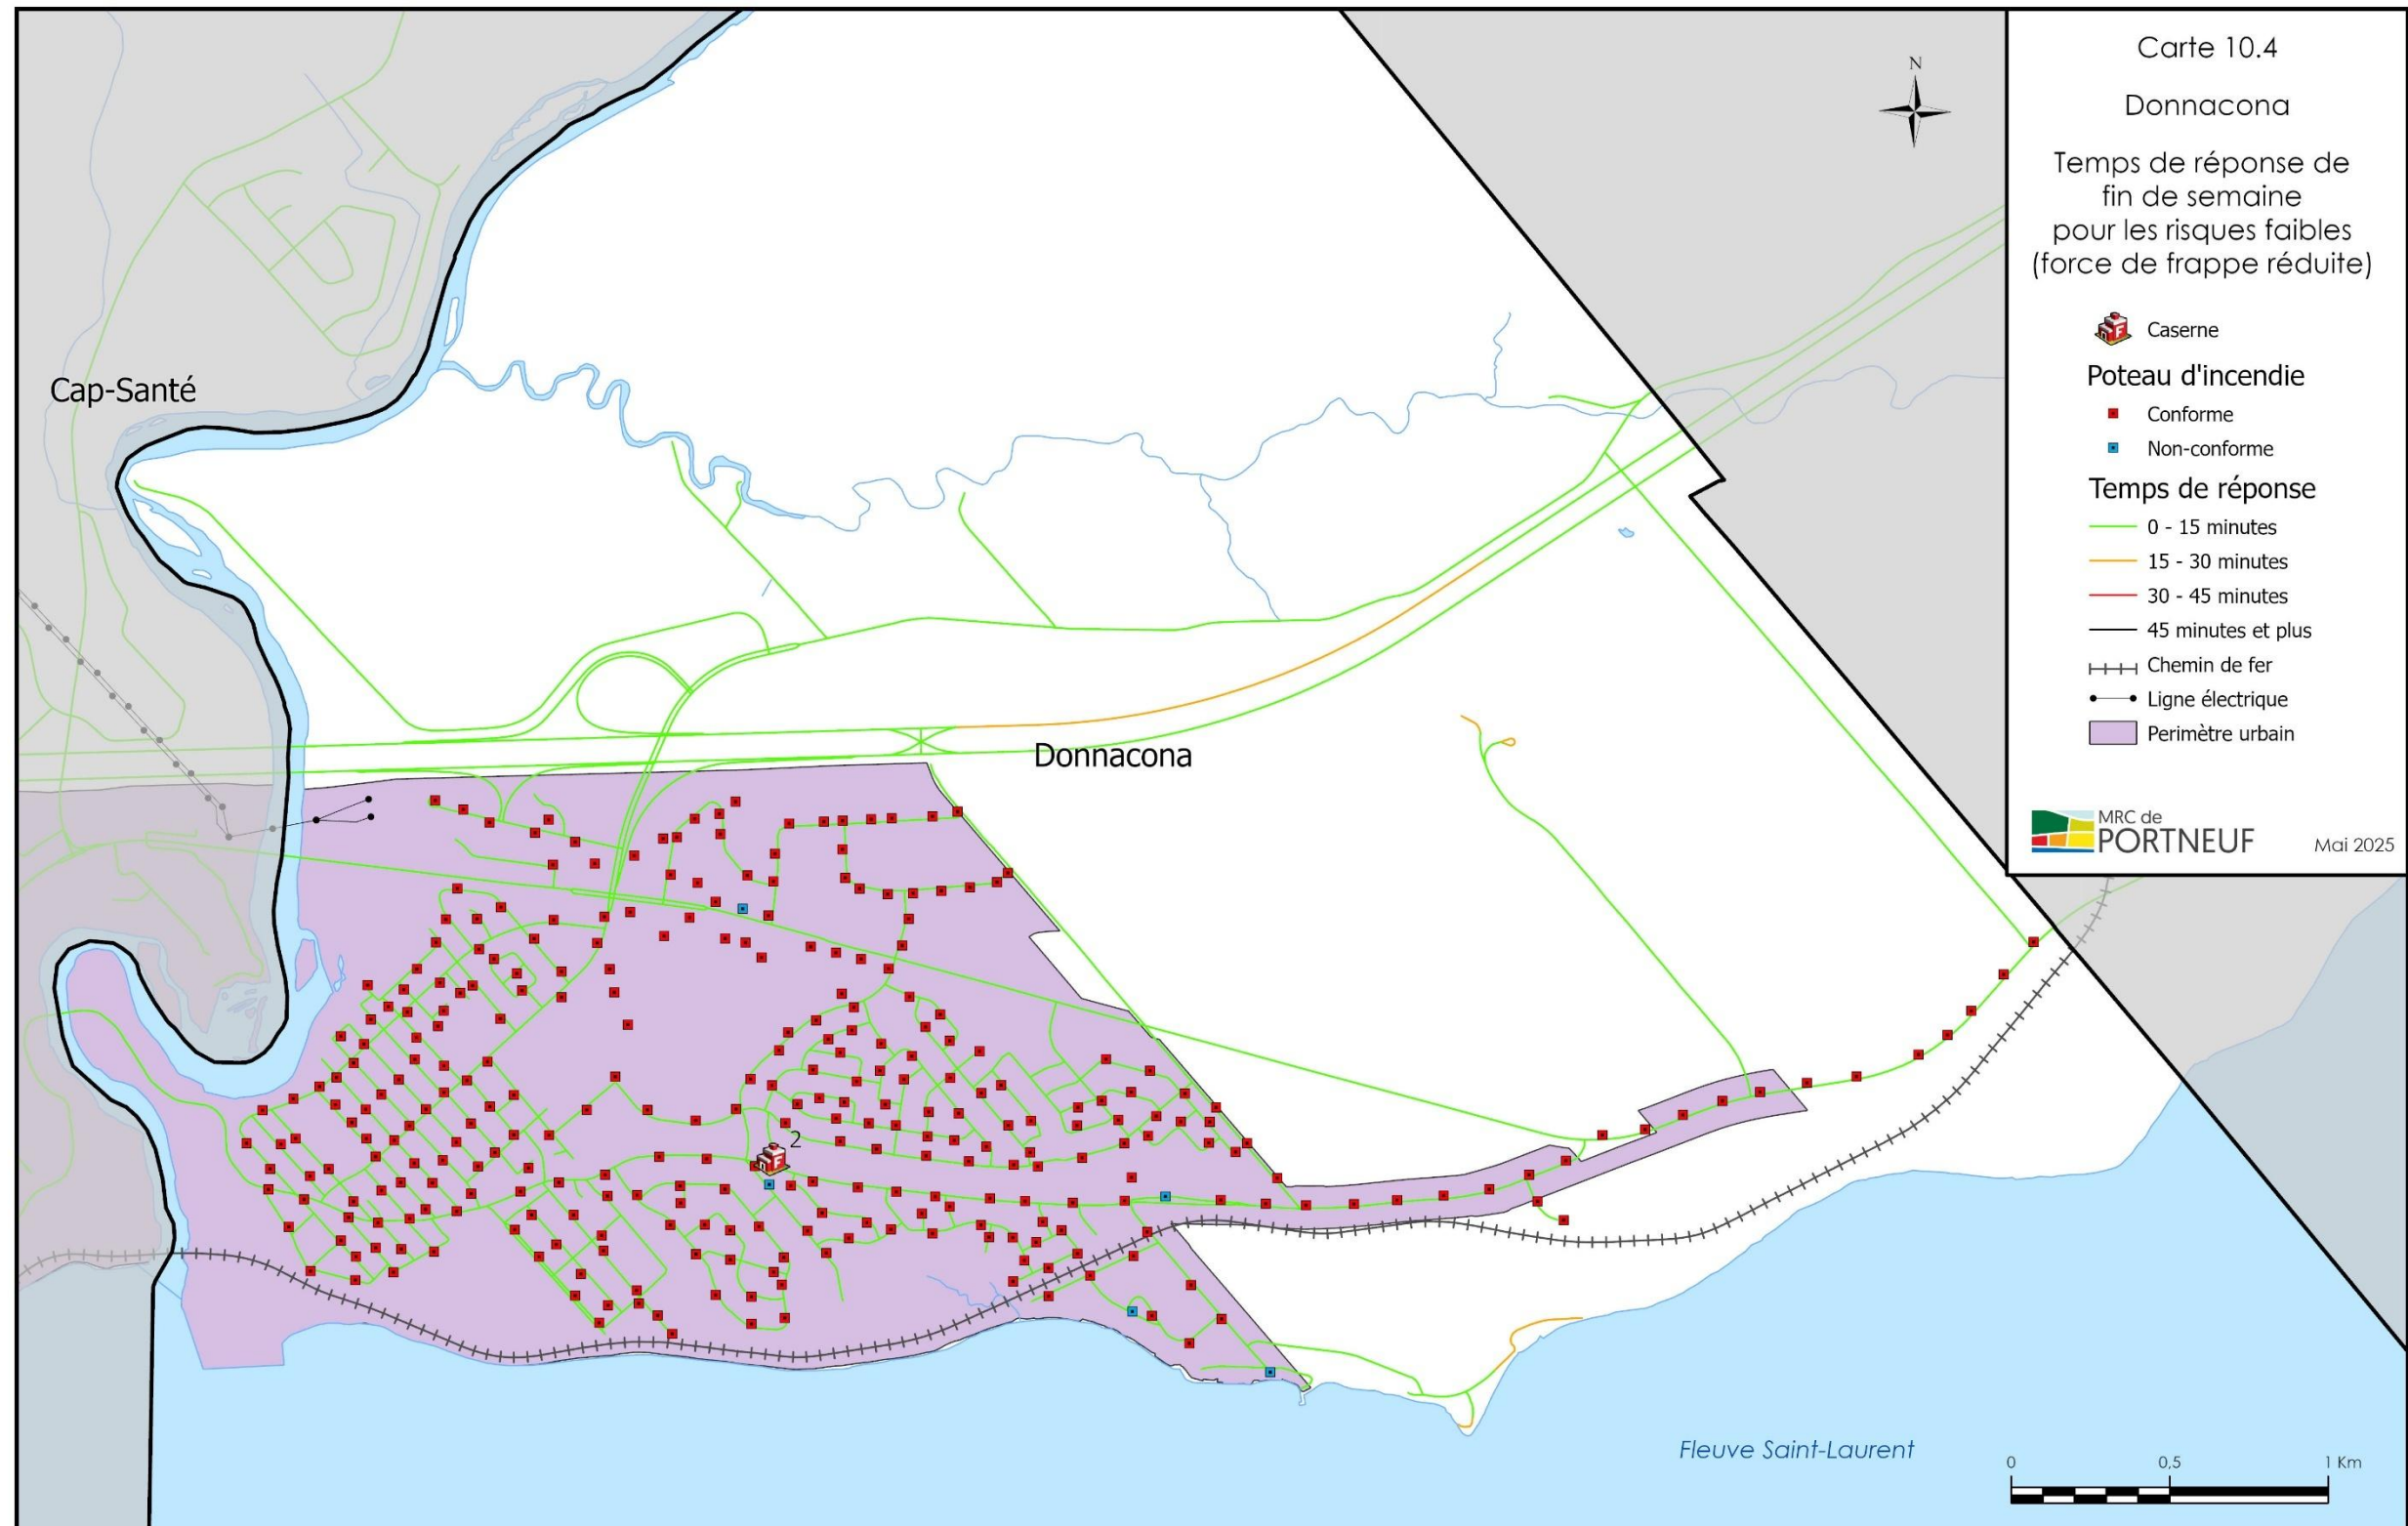 Carte 10.4
Donnacona
Temps de réponse de
fin de semaine
pour les risques faibles
(force de frappe réduite)
Caserne
Poteau d'incendie
Conforme
Non-conforme
Temps de réponse
0 - 15 minutes
15 - 30 minutes
30 - 45 minutes
45 minutes et plus
Chemin de fer
Ligne électrique
Perimètre urbain
MRC de
PORTNEUF
Mai 2025
N
Cap-Santé
Donnacona
2
Fleuve Saint-Laurent
0 0,5 1 Km